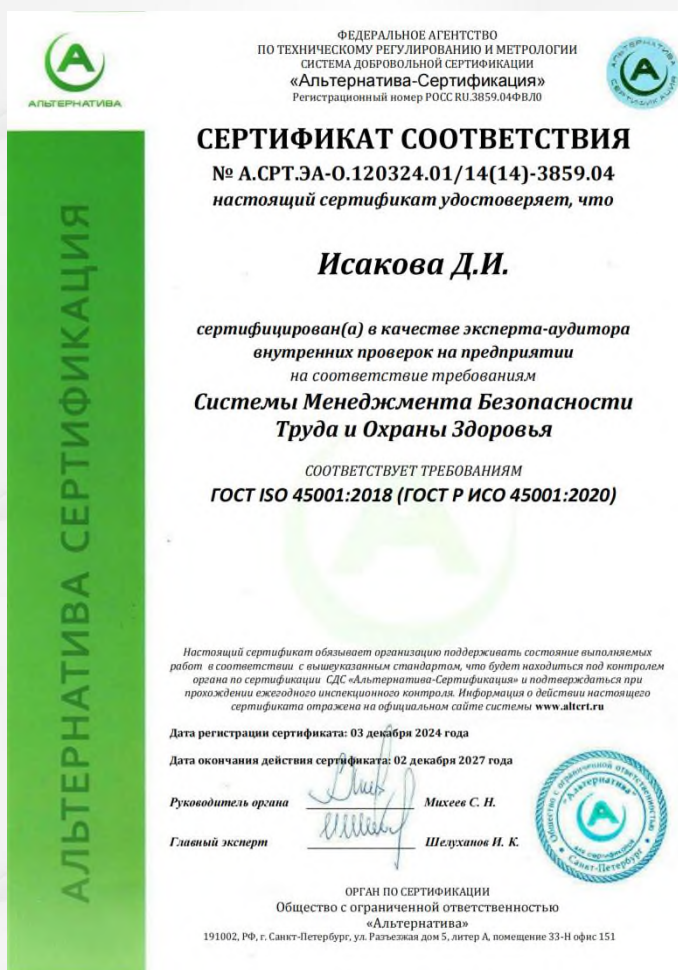 АЛЬТЕРНАТИВА
ФЕДЕРАЛЬНОЕ АГЕНТСТВО
ПО ТЕХНИЧЕСКОМУ РЕГУЛИРОВАНИЮ И МЕТРОЛОГИИ
СИСТЕМА ДОБРОВОЛЬНОЙ СЕРТИФИКАЦИИ
«Альтернатива-Сертификация»
Регистрационный номер РОСС RU.3859.04ФВЛ0
АЛЬТЕРНАТИВА СЕРТИФИКАЦИЯ
СЕРТИФИКАТ СООТВЕТСТВИЯ
№ А.СРТ.ЭА-О.120324.01/14(14)-3859.04
настоящий сертификат удостоверяет, что
Исакова Д.И.
сертифицирован(а) в качестве эксперта-аудитора
внутренних проверок на предприятии
на соответствие требованиям
Системы Менеджмента Безопасности
Труда и Охраны Здоровья
СООТВЕТСТВУЕТ ТРЕБОВАНИЯМ
ГОСТ ISO 45001:2018 (ГОСТ Р ИСО 45001:2020)
Настоящий сертификат обязывает организацию поддерживать состояние выполняемых
работ в соответствии с вышеуказанным стандартом, что будет находиться под контролем
органа по сертификации СДС «Альтернатива-Сертификация» и подтверждаться при
прохождении ежегодного инспекционного контроля. Информация о действии настоящего
сертификата отражена на официальном сайте системы www.altcrt.ru
Дата регистрации сертификата: 03 декабря 2024 года
Дата окончания действия сертификата: 02 декабря 2027 года
Руководитель органа Михеев С. Н.
Главный эксперт Шелуханов И. К.
Общество с ограниченной ответственностью
"Альтернатива"
Санкт-Петербург
ОРГАН ПО СЕРТИФИКАЦИИ
Общество с ограниченной ответственностью
«Альтернатива»
191002, РФ, г. Санкт-Петербург, ул. Разъезжая дом 5, литер А, помещение 33-Н офис 151
АЛЬТЕРНАТИВА СЕРТИФИКАЦИЯ